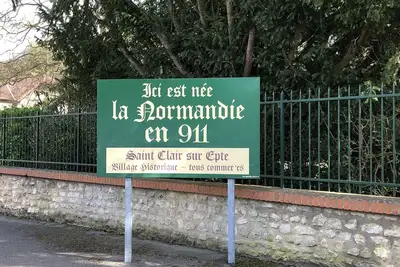 Ici est née
la Normandie
en 911
Saint Clair sur Epte
Village Historique - tous commerces